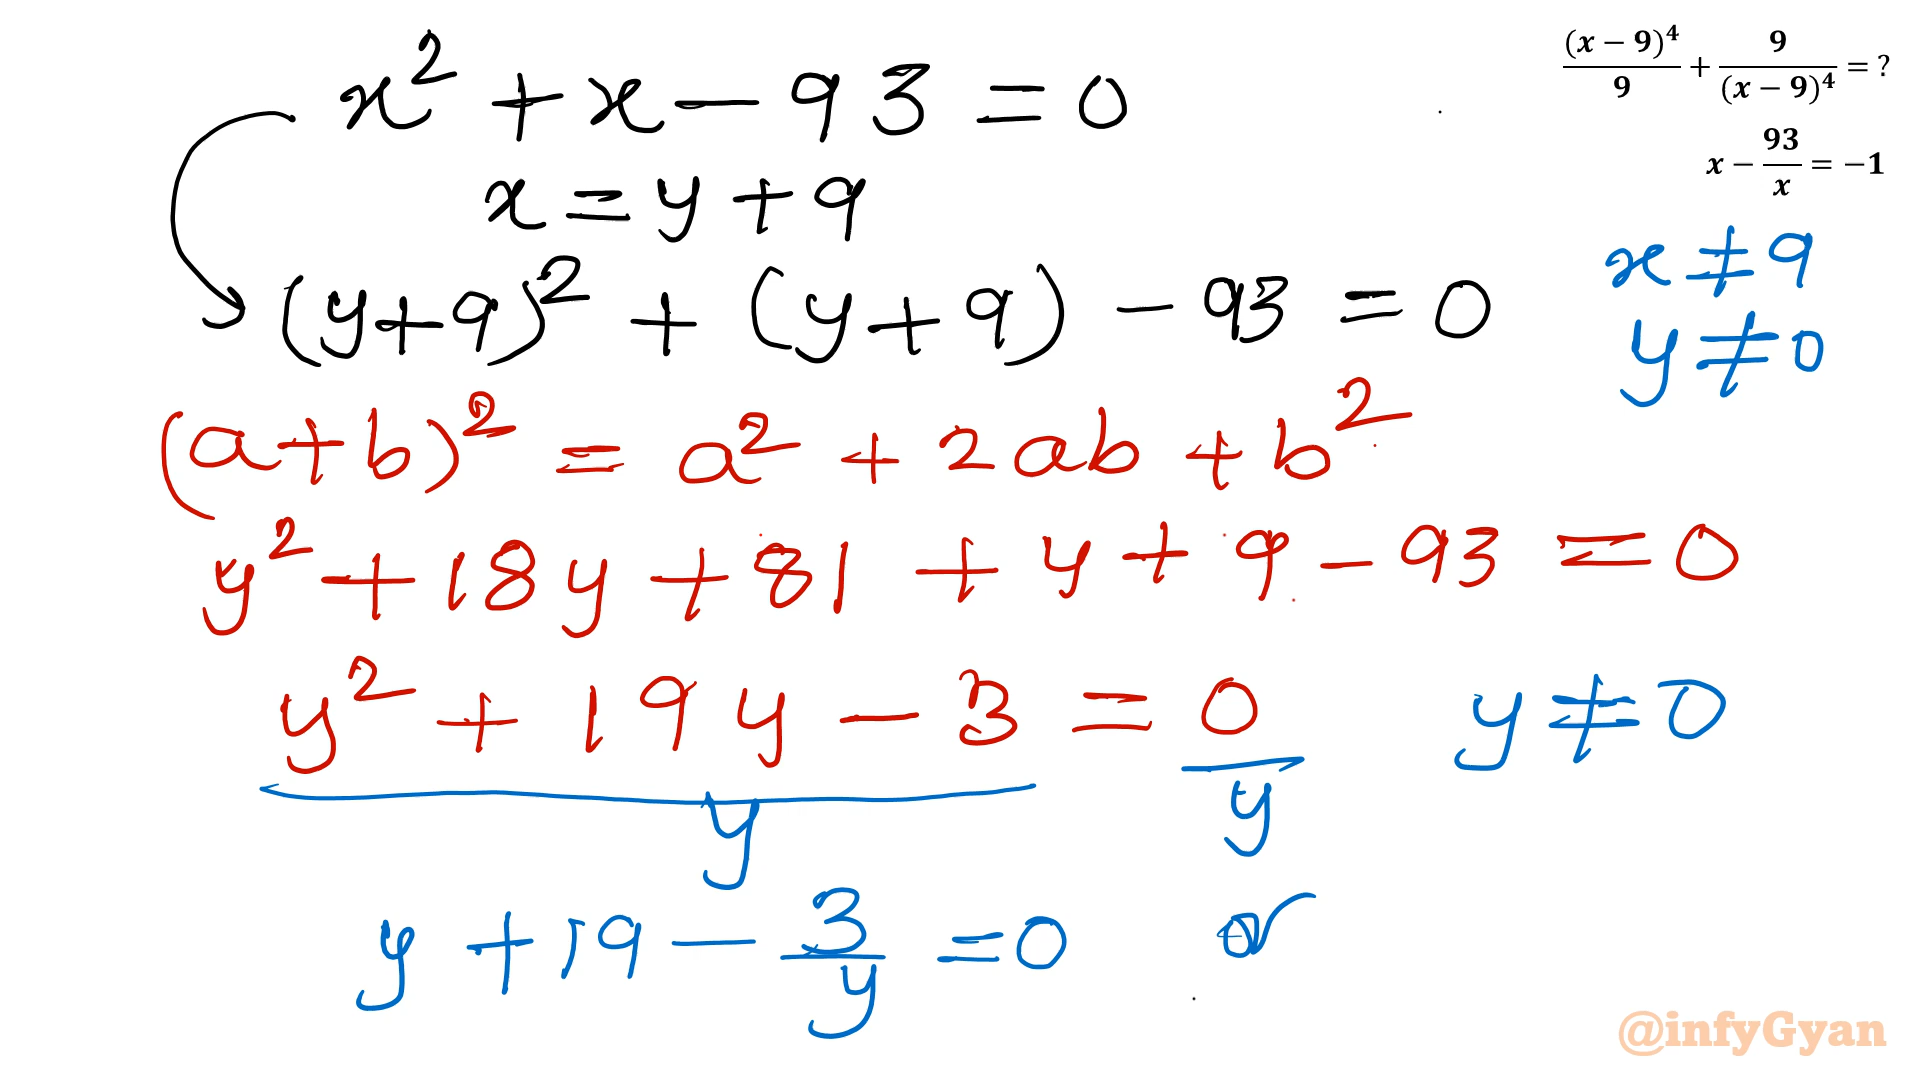 x² + x − 93 = 0
(x − 9)⁴/9 + 9/(x − 9)⁴ = ?
x − 93/x = −1
x = y + 9
x ≠ 9
(y+9)² + (y+9) − 93 = 0
y ≠ 0
(a+b)² = a² + 2ab + b²
y² + 18y + 81 + y + 9 − 93 = 0
(y² + 19y − 3)/y = 0/y
y ≠ 0
y + 19 − 3/y = 0 or
@infyGyan